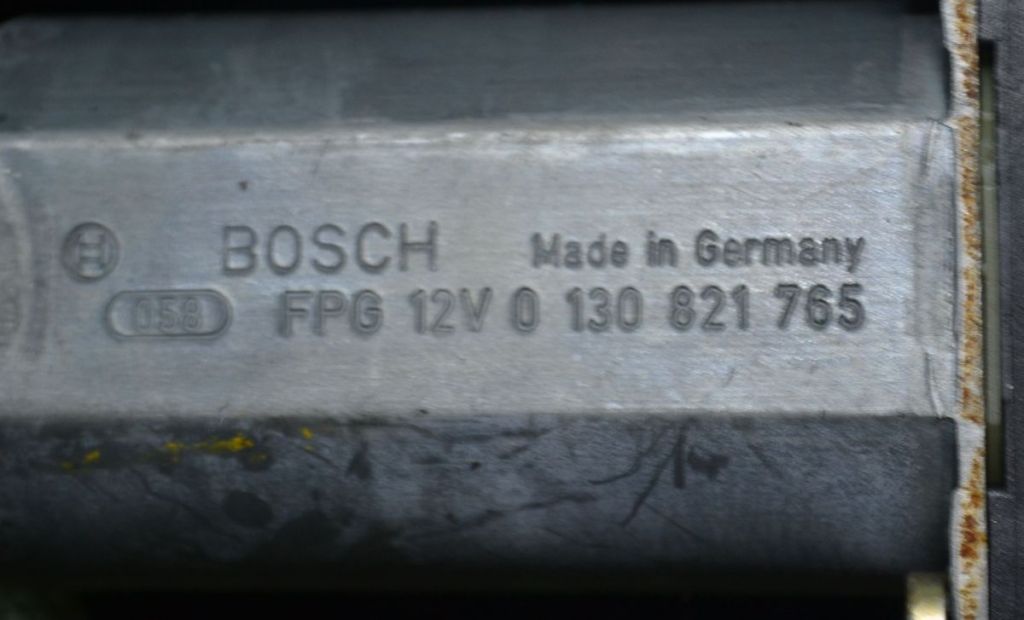 BOSCH Made in Germany
058 FPG 12V 0 130 821 765